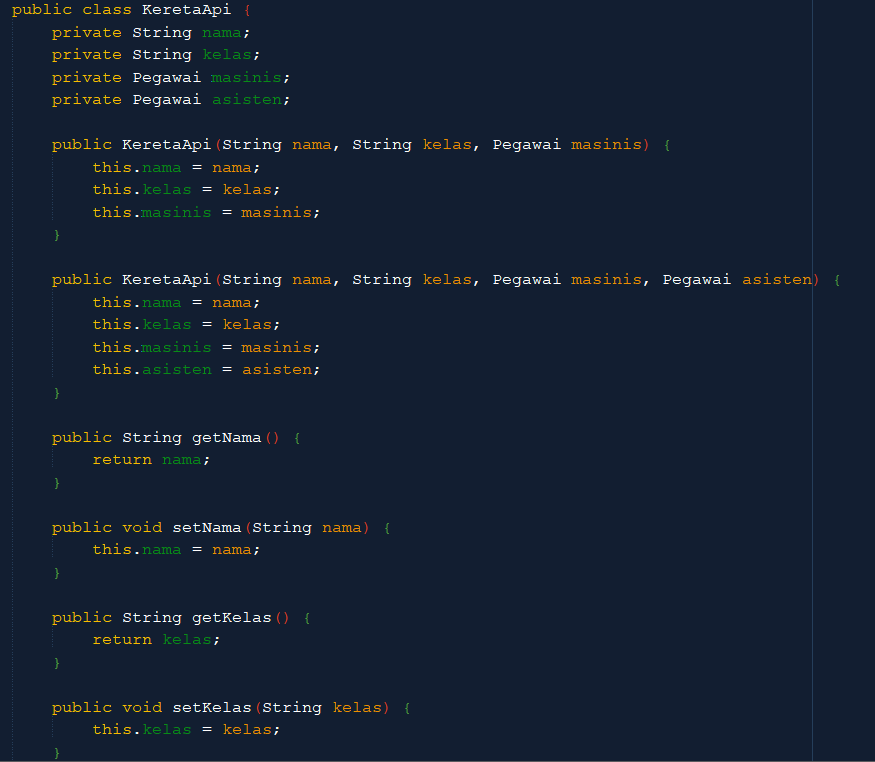 public class KeretaApi {
    private String nama;
    private String kelas;
    private Pegawai masinis;
    private Pegawai asisten;

    public KeretaApi(String nama, String kelas, Pegawai masinis) {
        this.nama = nama;
        this.kelas = kelas;
        this.masinis = masinis;
    }

    public KeretaApi(String nama, String kelas, Pegawai masinis, Pegawai asisten) {
        this.nama = nama;
        this.kelas = kelas;
        this.masinis = masinis;
        this.asisten = asisten;
    }

    public String getNama() {
        return nama;
    }

    public void setNama(String nama) {
        this.nama = nama;
    }

    public String getKelas() {
        return kelas;
    }

    public void setKelas(String kelas) {
        this.kelas = kelas;
    }